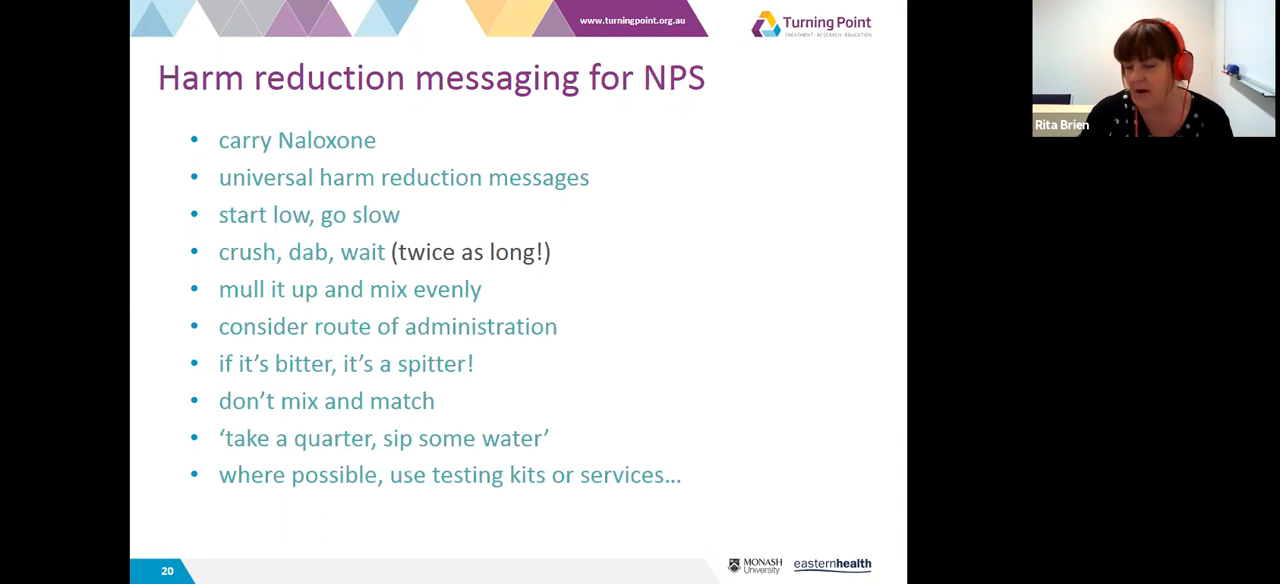 www.turningpoint.org.au
Turning Point
TREATMENT • RESEARCH • EDUCATION
Harm reduction messaging for NPS
• carry Naloxone
• universal harm reduction messages
• start low, go slow
• crush, dab, wait (twice as long!)
• mull it up and mix evenly
• consider route of administration
• if it’s bitter, it’s a spitter!
• don’t mix and match
• ‘take a quarter, sip some water’
• where possible, use testing kits or services…
Rita Brien
20
MONASH
University
easternhealth